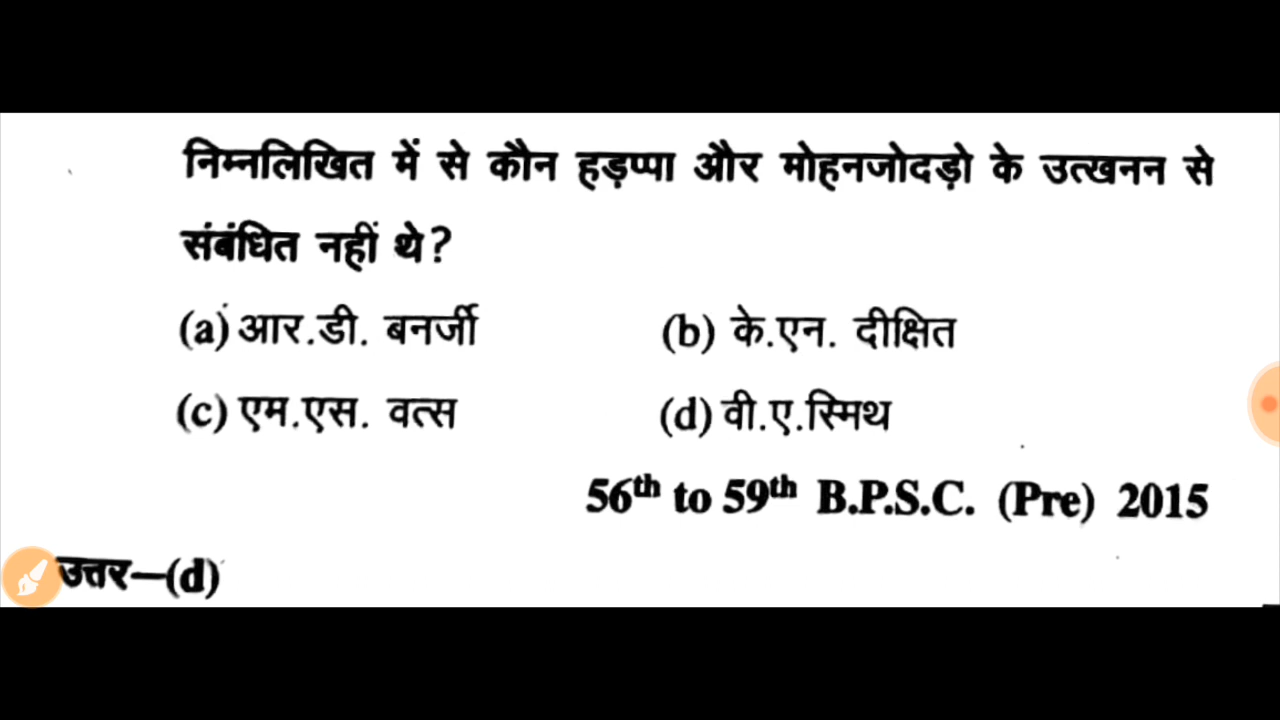 निम्नलिखित में से कौन हड़प्पा और मोहनजोदड़ो के उत्खनन से
संबंधित नहीं थे?
(a) आर.डी. बनर्जी (b) के.एन. दीक्षित
(c) एम.एस. वत्स (d) वी.ए.स्मिथ
56th to 59th B.P.S.C. (Pre) 2015
उत्तर–(d)